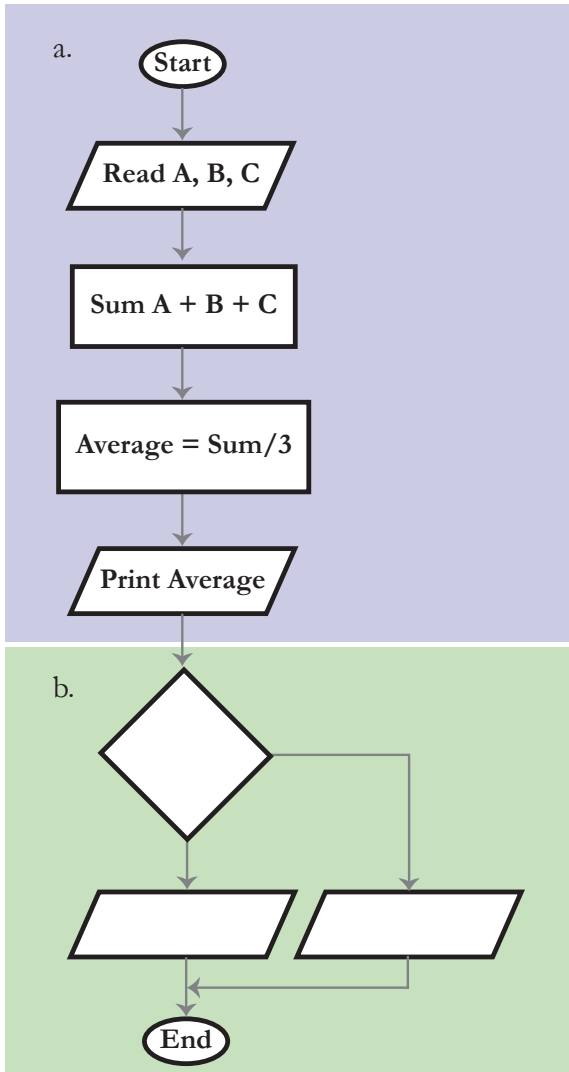 a.
Start
Read A, B, C
Sum A + B + C
Average = Sum/3
Print Average
b.
End